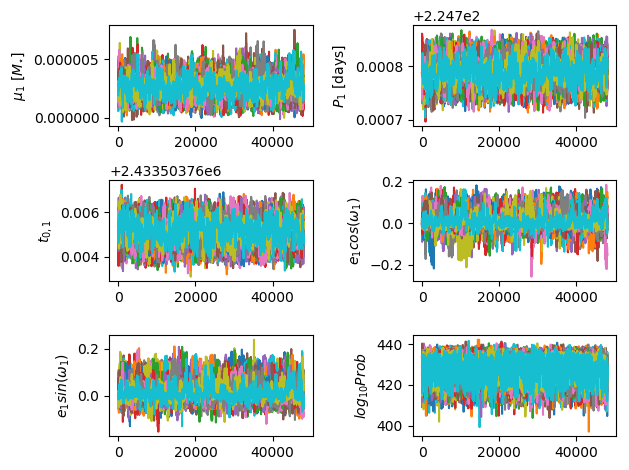 +2.247e2
μ₁ [M.]
0.000005
0.000000
0 20000 40000
P₁ [days]
0.0008
0.0007
0 20000 40000
+2.43350376e6
t₀,₁
0.006
0.004
0 20000 40000
e₁cos(ω₁)
0.2
0.0
−0.2
0 20000 40000
e₁sin(ω₁)
0.2
0.0
0 20000 40000
log₁₀Prob
440
420
400
0 20000 40000